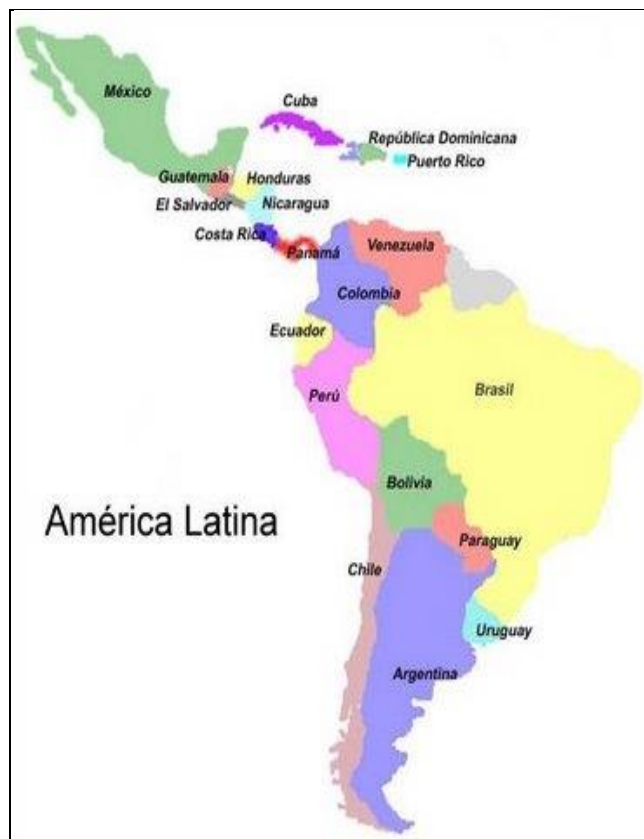 México
Cuba
República Dominicana
Puerto Rico
Guatemala
Honduras
El Salvador
Nicaragua
Costa Rica
Panamá
Venezuela
Colombia
Ecuador
Perú
Brasil
Bolivia
América Latina
Paraguay
Chile
Uruguay
Argentina